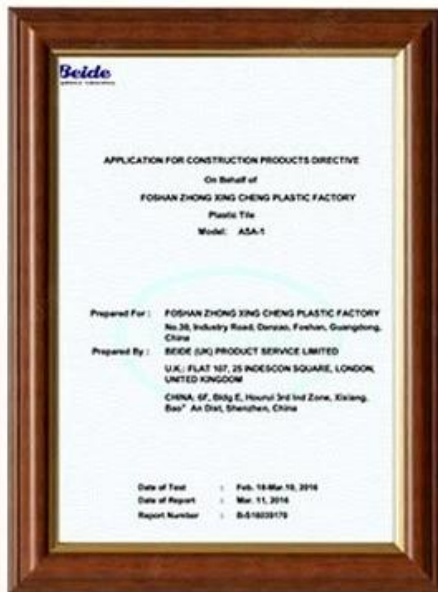 Beide
APPLICATION FOR CONSTRUCTION PRODUCTS DIRECTIVE
On Behalf of
FOSHAN ZHONG XING CHENG PLASTIC FACTORY
Plastic Tile
Model: ASA-1
Prepared For : FOSHAN ZHONG XING CHENG PLASTIC FACTORY
No.39, Industry Road, Danzao, Foshan, Guangdong,
China
Prepared By : BEIDE (UK) PRODUCT SERVICE LIMITED
U.K.: FLAT 107, 25 INDESCON SQUARE, LONDON,
UNITED KINGDOM
CHINA: 6F, Bldg E, Hourui 3rd Ind Zone, Xixiang,
Bao" An Dist, Shenzhen, China
Date of Test : Feb. 18-Mar.10, 2016
Date of Report : Mar. 11, 2016
Report Number :